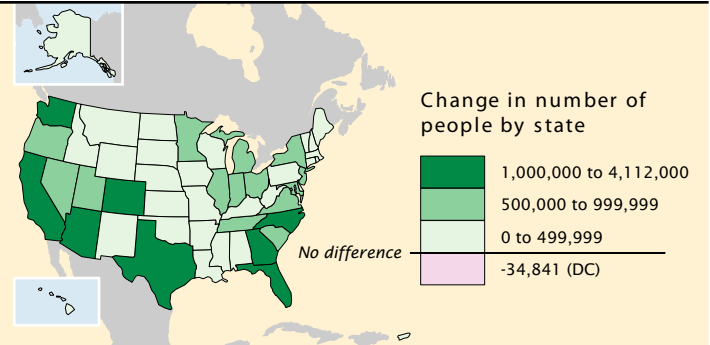 Change in number of
people by state
1,000,000 to 4,112,000
500,000 to 999,999
0 to 499,999
No difference
-34,841 (DC)